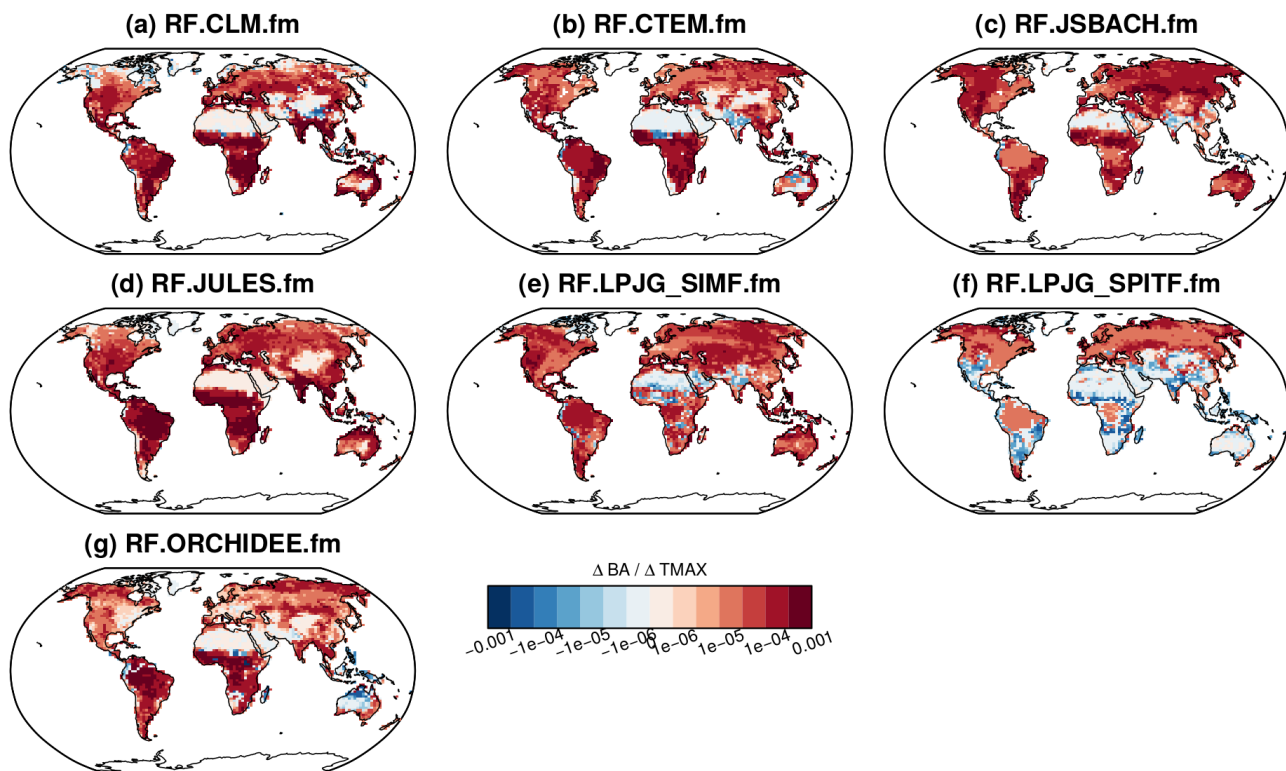 (a) RF.CLM.fm
(b) RF.CTEM.fm
(c) RF.JSBACH.fm
(d) RF.JULES.fm
(e) RF.LPJG_SIMF.fm
(f) RF.LPJG_SPITF.fm
(g) RF.ORCHIDEE.fm
Δ BA / Δ TMAX
−0.001 −1e−04 −1e−05 −1e−06 0 1e−06 1e−05 1e−04 0.001